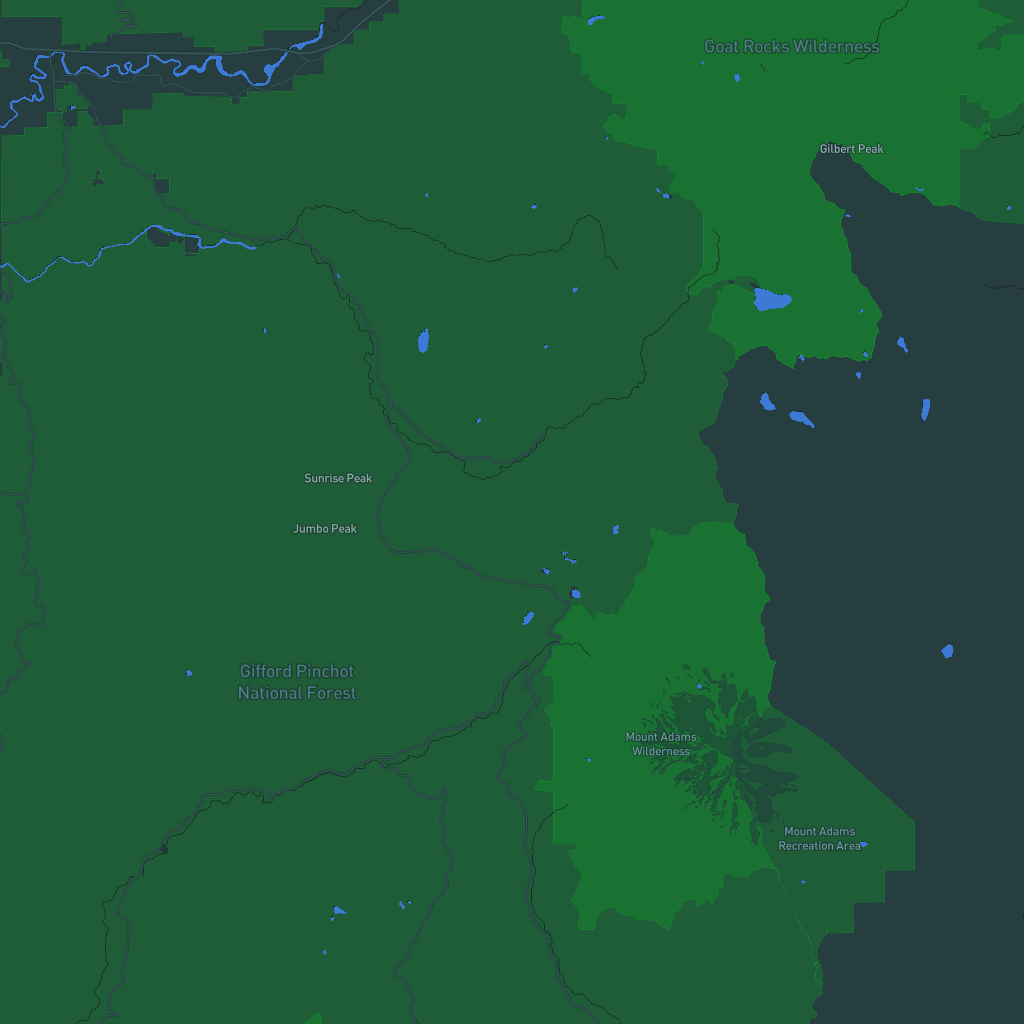 Goat Rocks Wilderness
Gilbert Peak
Sunrise Peak
Jumbo Peak
Gifford Pinchot
National Forest
Mount Adams
Wilderness
Mount Adams
Recreation Area